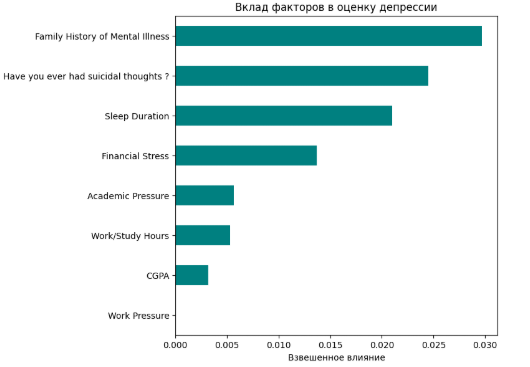 Вклад факторов в оценку депрессии
Family History of Mental Illness
Have you ever had suicidal thoughts ?
Sleep Duration
Financial Stress
Academic Pressure
Work/Study Hours
CGPA
Work Pressure
0.000 0.005 0.010 0.015 0.020 0.025 0.030
Взвешенное влияние